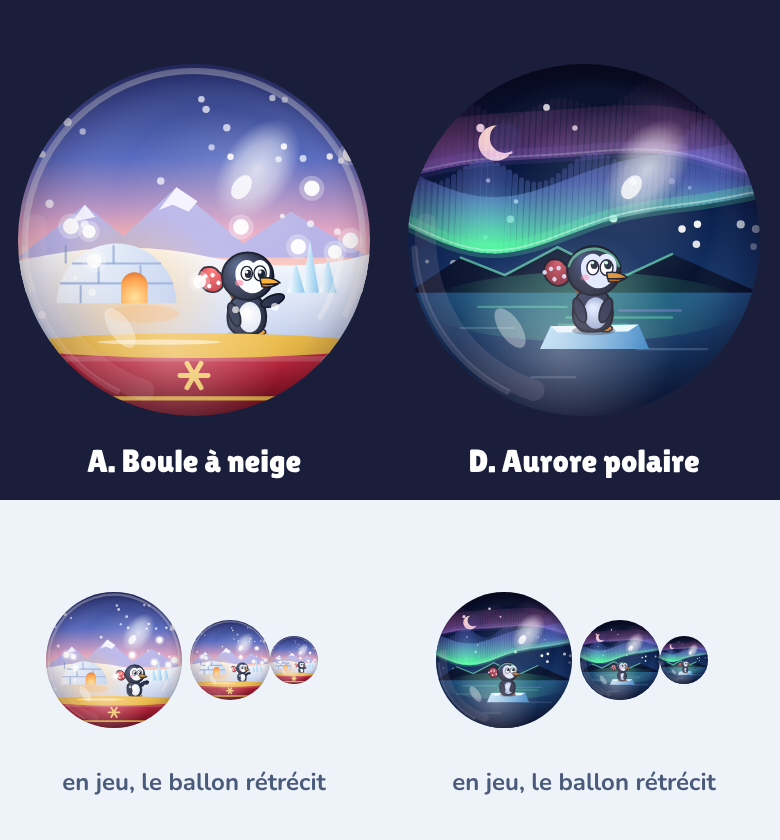 A. Boule à neige
D. Aurore polaire
en jeu, le ballon rétrécit
en jeu, le ballon rétrécit